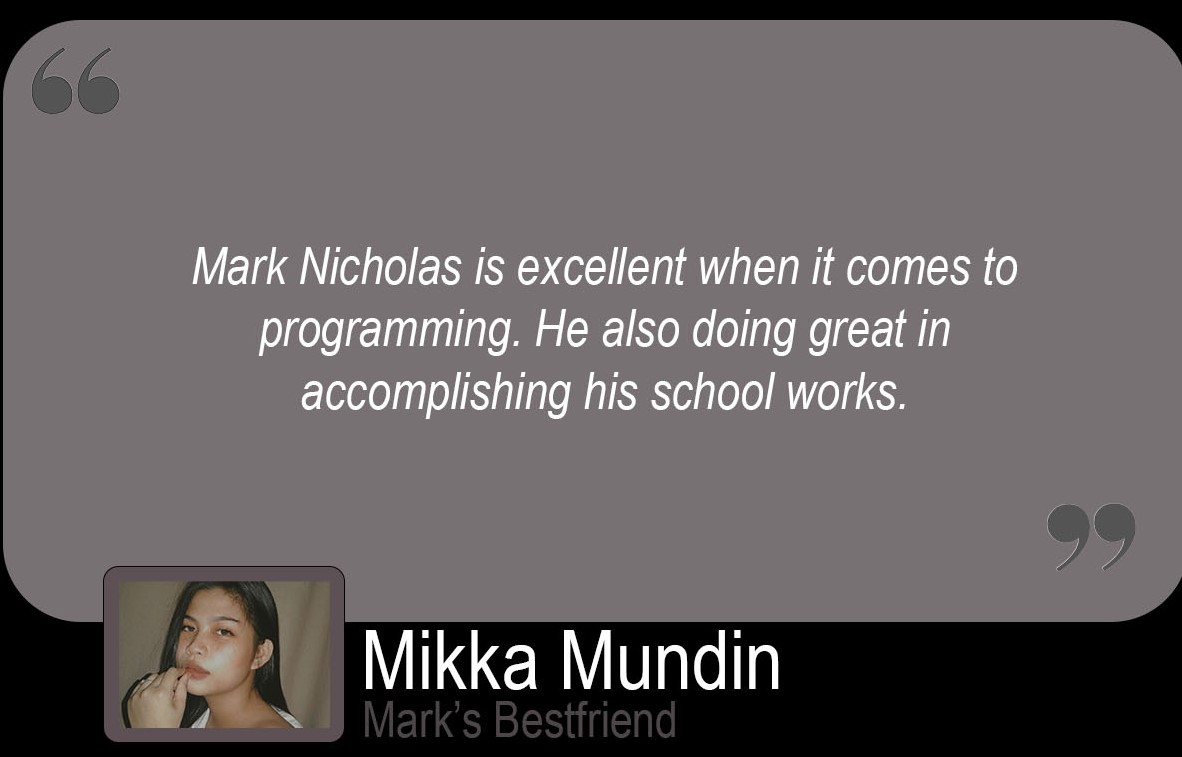 “
Mark Nicholas is excellent when it comes to
programming. He also doing great in
accomplishing his school works.
”
Mikka Mundin
Mark’s Bestfriend